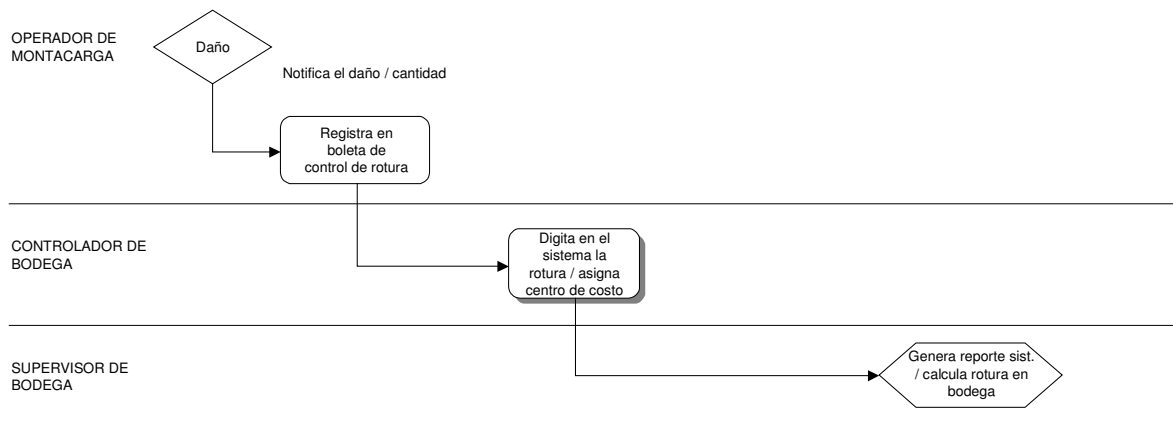 OPERADOR DE
MONTACARGA
Daño
Notifica el daño / cantidad
Registra en
boleta de
control de rotura
CONTROLADOR DE
BODEGA
Digita en el
sistema la
rotura / asigna
centro de costo
SUPERVISOR DE
BODEGA
Genera reporte sist.
/ calcula rotura en
bodega